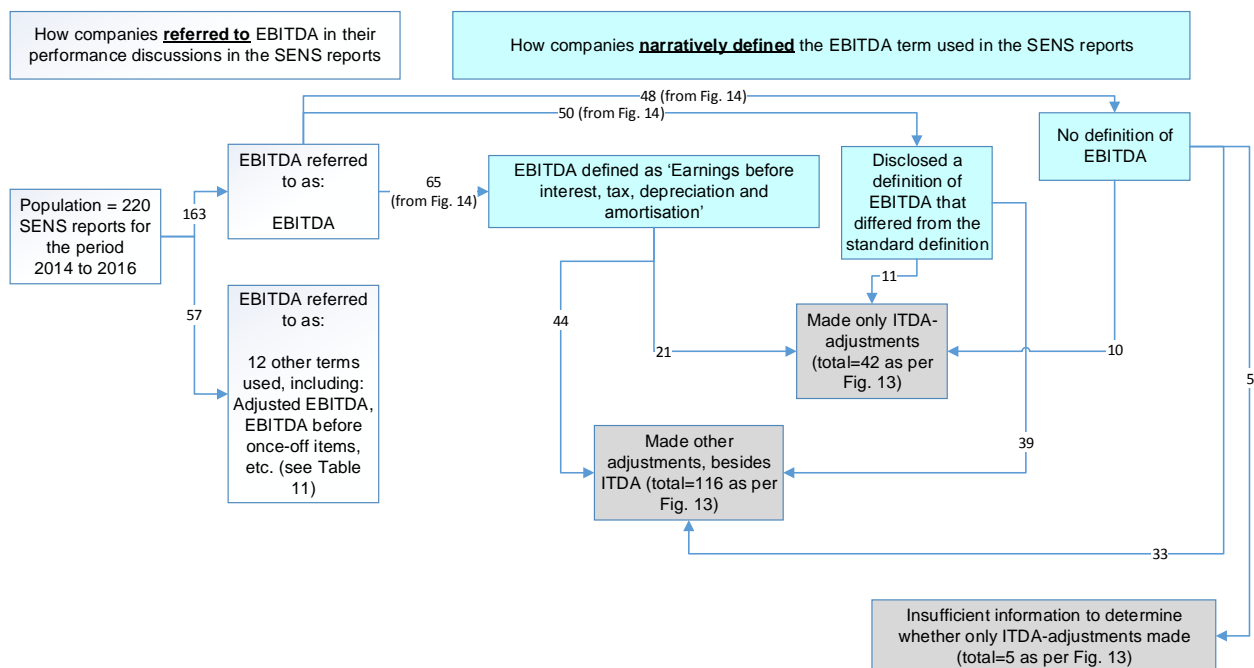 How companies referred to EBITDA in their
performance discussions in the SENS reports
How companies narratively defined the EBITDA term used in the SENS reports
48 (from Fig. 14)
50 (from Fig. 14)
No definition of
EBITDA
EBITDA referred
to as:
EBITDA
65
(from Fig. 14)
EBITDA defined as ‘Earnings before
interest, tax, depreciation and
amortisation’
Disclosed a
definition of
EBITDA that
differed from the
standard definition
Population = 220
SENS reports for
the period
2014 to 2016
163
57
EBITDA referred
to as:
12 other terms
used, including:
Adjusted EBITDA,
EBITDA before
once-off items,
etc. (see Table
11)
11
44
21
Made only ITDA-
adjustments
(total=42 as per
Fig. 13)
10
5
39
Made other
adjustments, besides
ITDA (total=116 as per
Fig. 13)
33
Insufficient information to determine
whether only ITDA-adjustments made
(total=5 as per Fig. 13)